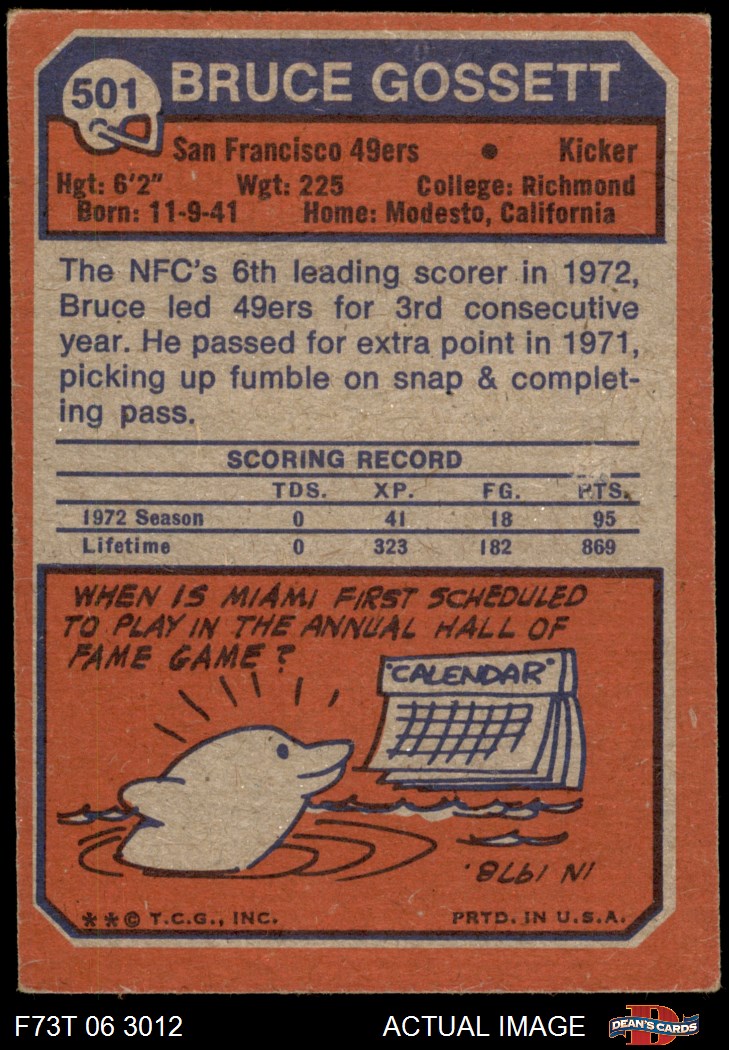 501 BRUCE GOSSETT
San Francisco 49ers • Kicker
Hgt: 6'2" Wgt: 225 College: Richmond
Born: 11-9-41 Home: Modesto, California
The NFC's 6th leading scorer in 1972,
Bruce led 49ers for 3rd consecutive
year. He passed for extra point in 1971,
picking up fumble on snap & complet-
ing pass.
SCORING RECORD
TDS. XP. FG. PTS.
1972 Season 0 41 18 95
Lifetime 0 323 182 869
WHEN IS MIAMI FIRST SCHEDULED
TO PLAY IN THE ANNUAL HALL OF
FAME GAME?
"CALENDAR"
IN 1978.
** © T.C.G., INC. PRTD. IN U.S.A.
F73T 06 3012 ACTUAL IMAGE D DEAN'S CARDS